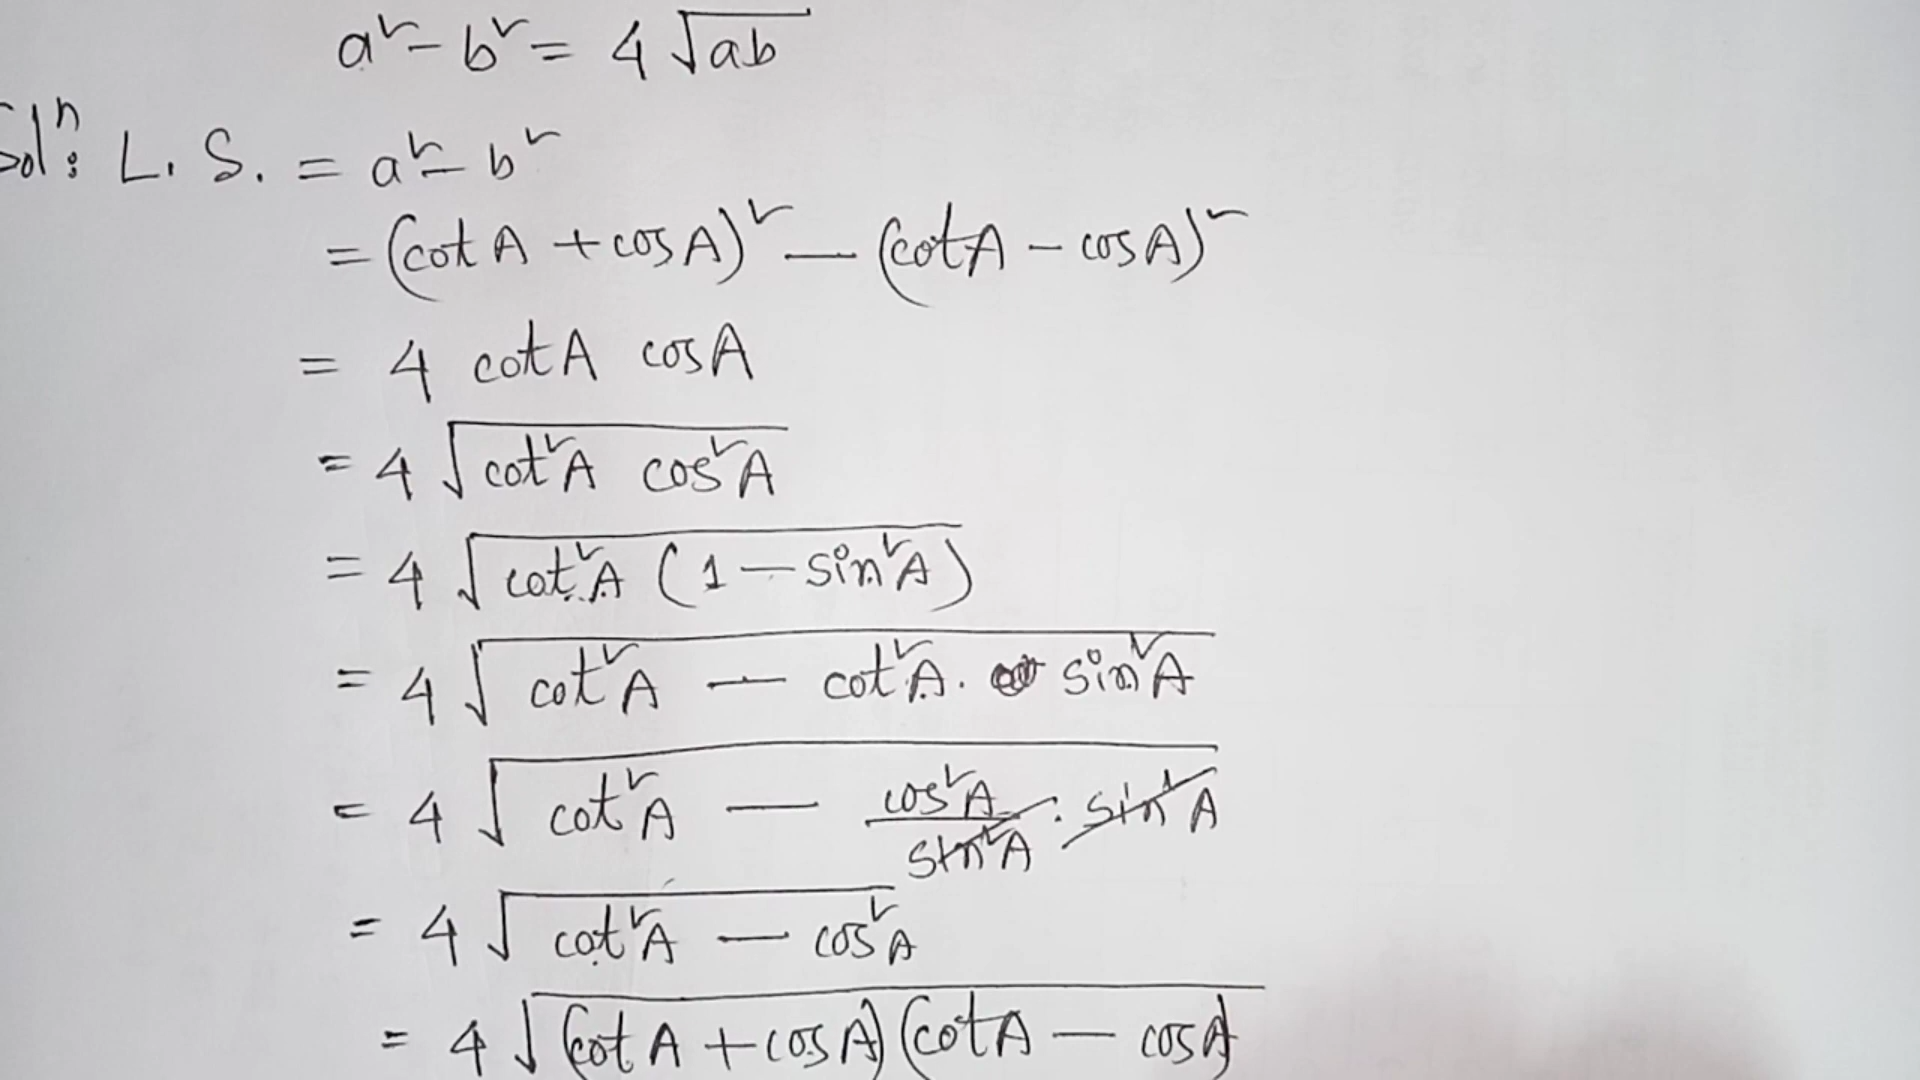 a² - b² = 4 √ab
Solⁿ: L. S. = a² - b²
= (cot A + cos A)² - (cot A - cos A)²
= 4 cot A cos A
= 4 √cot²A cos²A
= 4 √cot²A (1 - sin²A)
= 4 √cot²A - cot²A . sin²A
= 4 √cot²A - cos²A/sin²A . sin²A
= 4 √cot²A - cos²A
= 4 √(cot A + cos A) (cot A - cos A)